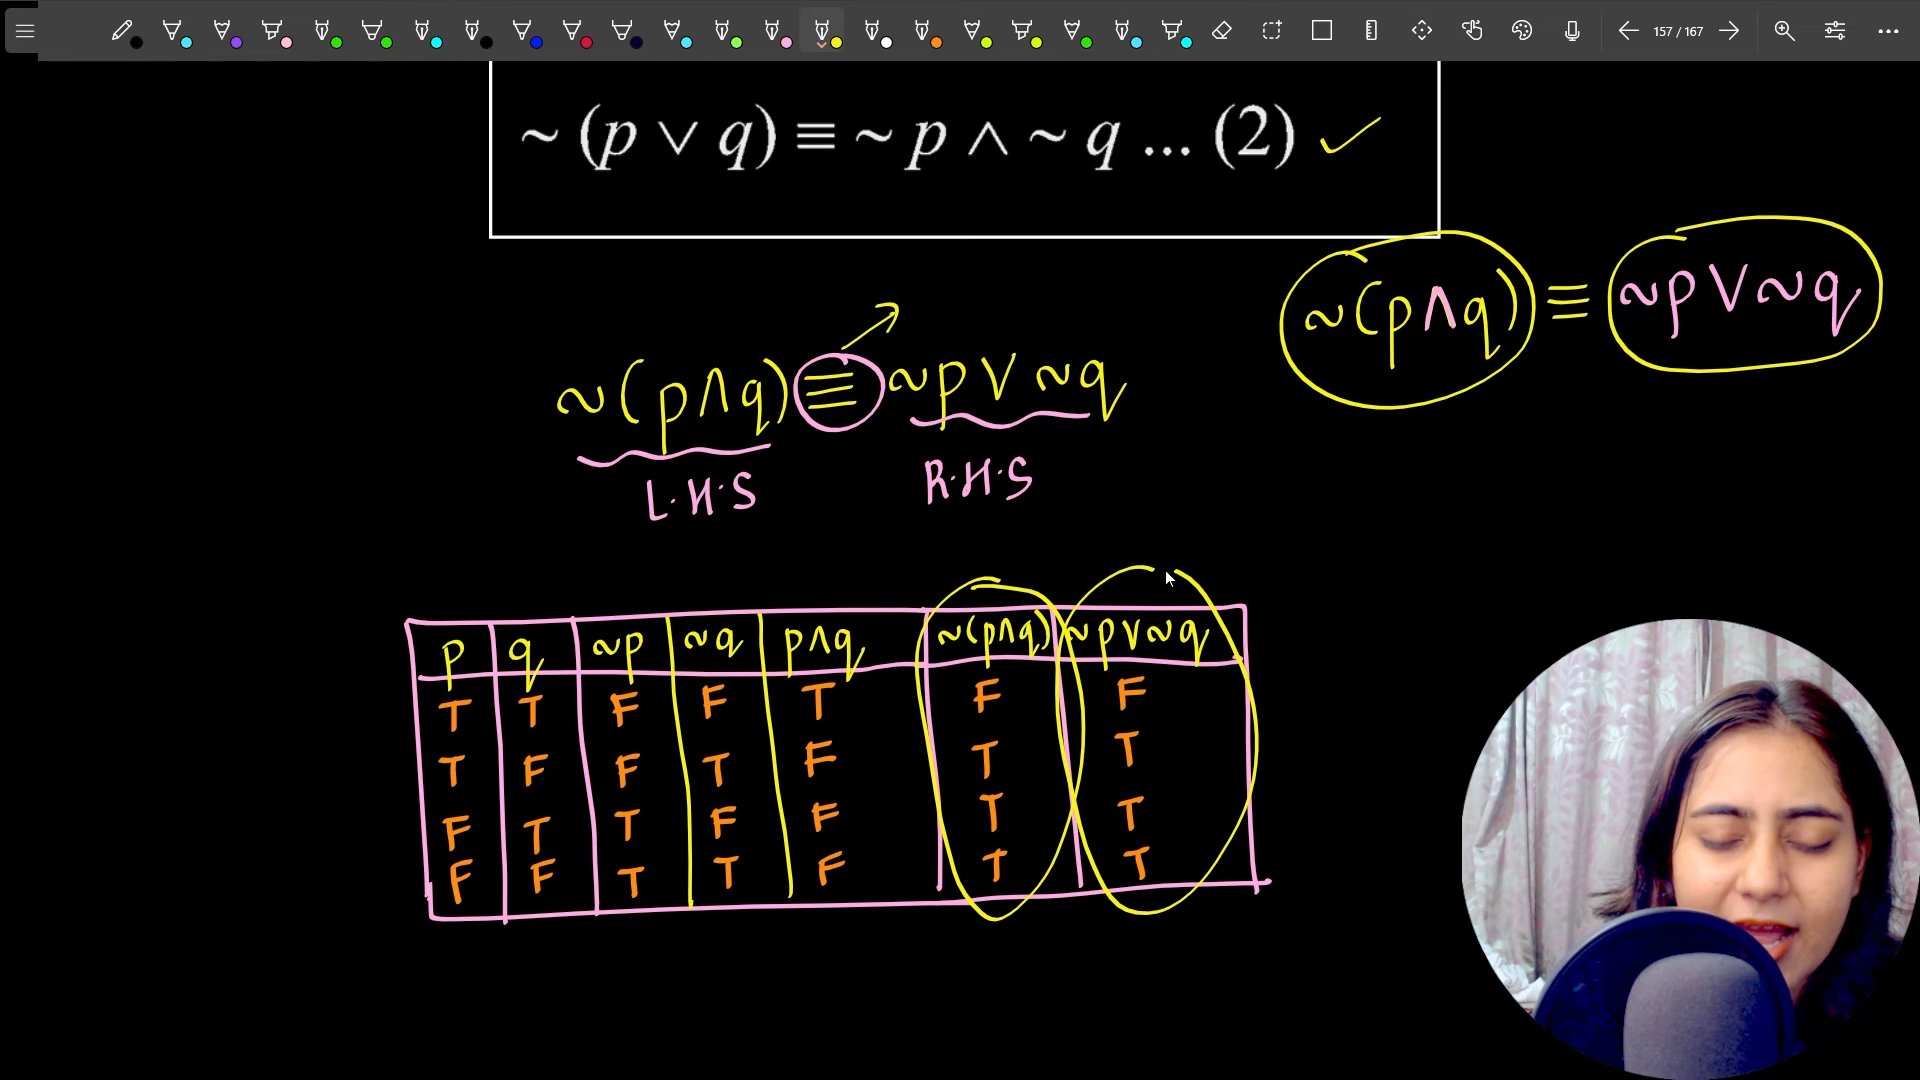 157 / 167
~ (p ∨ q) ≡ ~ p ∧ ~ q ... (2) ✓
~(p∧q) ≡ ~p∨~q
~(p∧q) ≡ ~p∨~q
L.H.S R.H.S
p q ~p ~q p∧q ~(p∧q) ~p∨~q
T T F F T F F
T F F T F T T
F T T F F T T
F F T T F T T